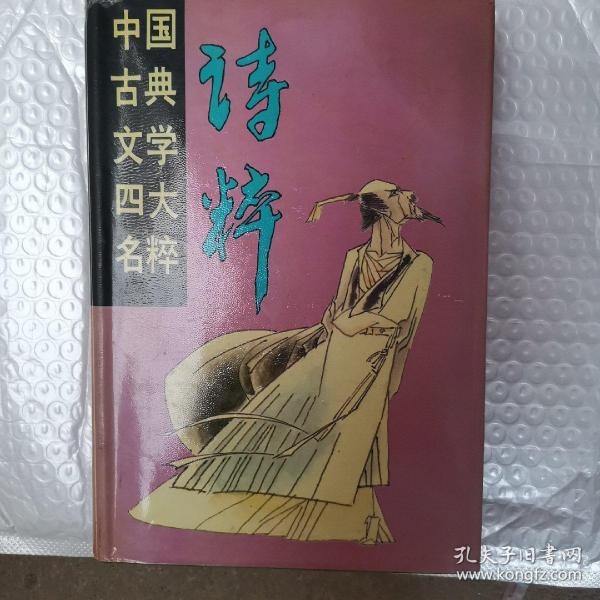 中国
古典
文学
四大
名粹
诗粹
孔夫子旧书网
www.kongfz.com